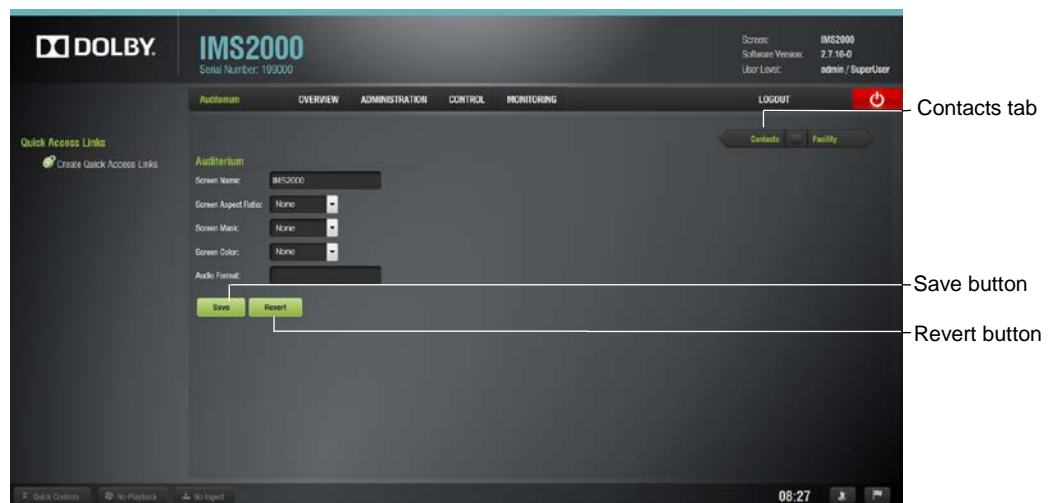 DOLBY.
IMS2000
Serial Number: 199000
Screen: IMS2000
Software Version: 2.7.10-0
User Level: admin / SuperUser
Auditorium OVERVIEW ADMINISTRATION CONTROL MONITORING LOGOUT
Contacts tab
Contacts Facility
Quick Access Links
Create Quick Access Links
Auditorium
Screen Name: IMS2000
Screen Aspect Ratio: None
Screen Mask: None
Screen Color: None
Audio Format:
Save Revert
Save button
Revert button
Quick Controls No Playback No Ingest 08:27